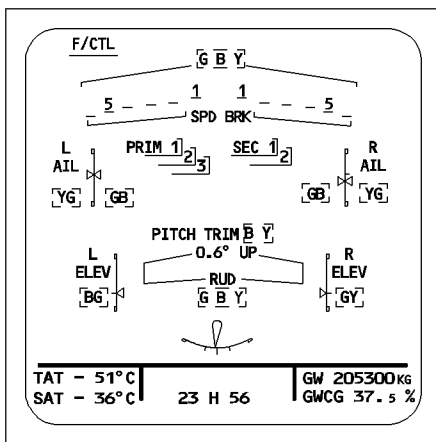 F/CTL
G B Y
5 1 1 5
SPD BRK
L AIL
PRIM 1 2 3
SEC 1 2
R AIL
YG GB
GB YG
PITCH TRIM B Y
0.6° UP
L ELEV
R ELEV
RUD
BG
G B Y
GY
TAT - 51°C
GW 205300 KG
SAT - 36°C
23 H 56
GWCG 37.5 %